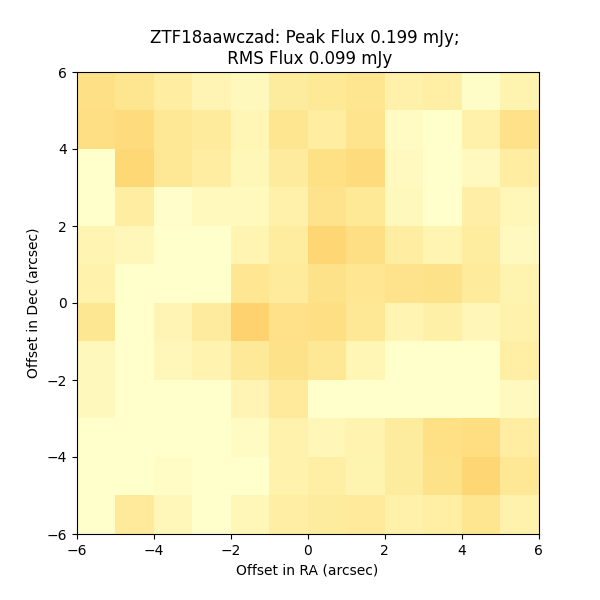 ZTF18aawczad: Peak Flux 0.199 mJy;
RMS Flux 0.099 mJy
6
4
2
0
−2
−4
−6
Offset in Dec (arcsec)
−6 −4 −2 0 2 4 6
Offset in RA (arcsec)